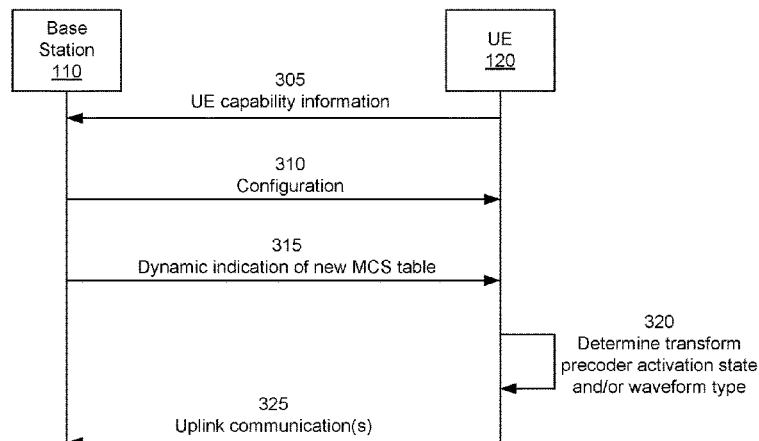 Base
Station
110
UE
120
305
UE capability information
310
Configuration
315
Dynamic indication of new MCS table
320
Determine transform
precoder activation state
and/or waveform type
325
Uplink communication(s)